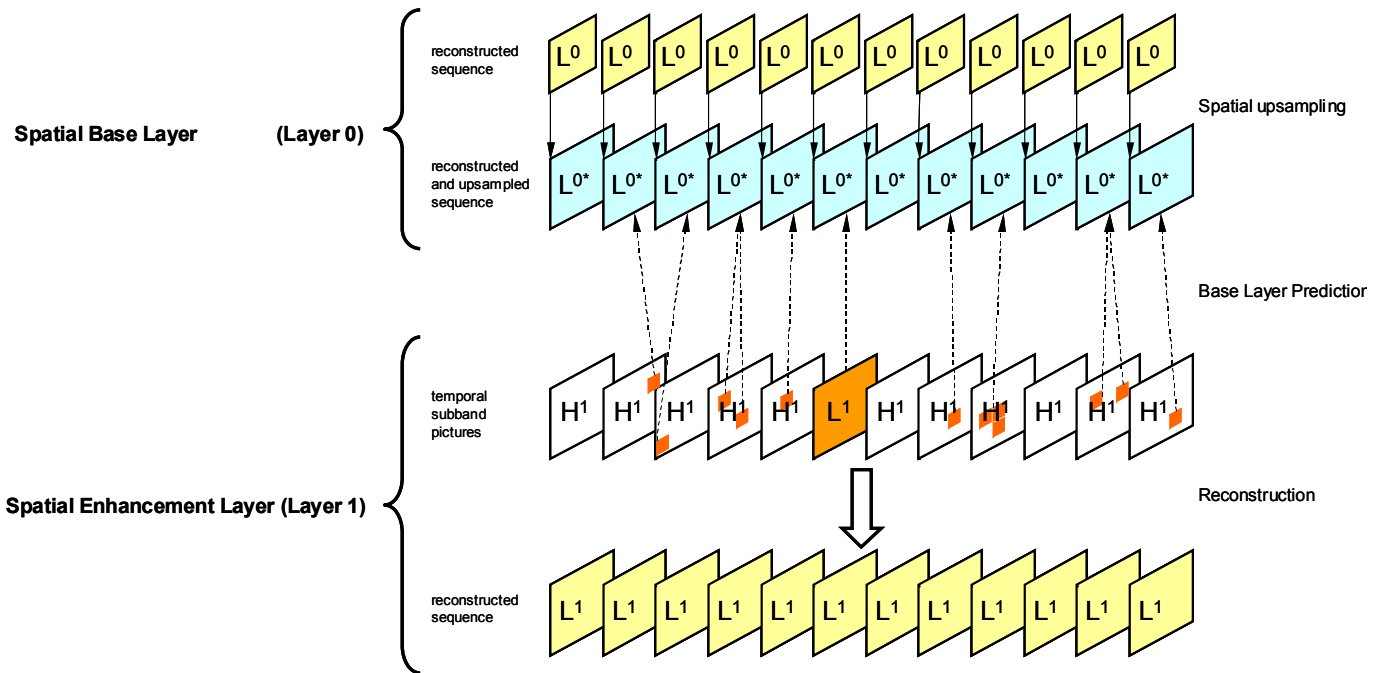 reconstructed
sequence
L0 L0 L0 L0 L0 L0 L0 L0 L0 L0 L0 L0
Spatial upsampling
Spatial Base Layer (Layer 0)
reconstructed
and upsampled
sequence
L0* L0* L0* L0* L0* L0* L0* L0* L0* L0* L0* L0*
Base Layer Prediction
temporal
subband
pictures
H1 H1 H1 H1 H1 L1 H1 H1 H1 H1 H1 H1
Spatial Enhancement Layer (Layer 1)
Reconstruction
reconstructed
sequence
L1 L1 L1 L1 L1 L1 L1 L1 L1 L1 L1 L1